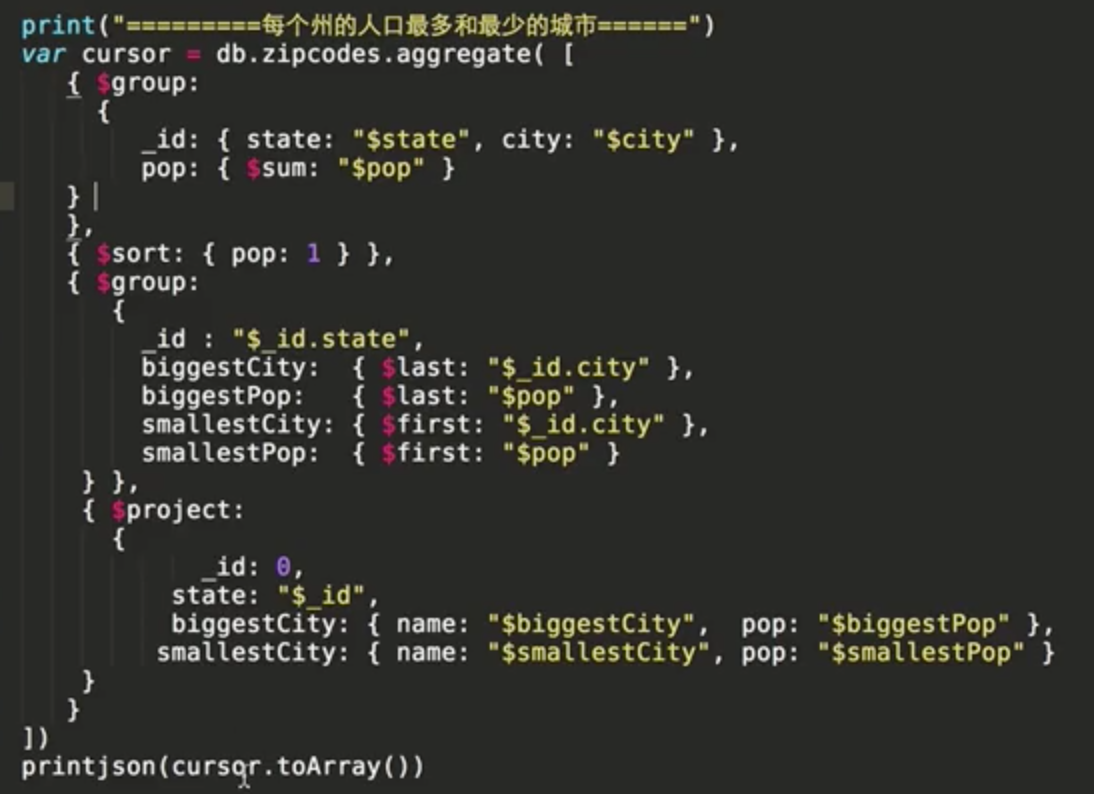 print("=========每个州的人口最多和最少的城市======")
var cursor = db.zipcodes.aggregate( [
{ $group:
{
_id: { state: "$state", city: "$city" },
pop: { $sum: "$pop" }
}
},
{ $sort: { pop: 1 } },
{ $group:
{
_id : "$_id.state",
biggestCity:  { $last: "$_id.city" },
biggestPop:   { $last: "$pop" },
smallestCity: { $first: "$_id.city" },
smallestPop:  { $first: "$pop" }
} },
{ $project:
{
_id: 0,
state: "$_id",
biggestCity: { name: "$biggestCity",  pop: "$biggestPop" },
smallestCity: { name: "$smallestCity", pop: "$smallestPop" }
}
}
])
printjson(cursor.toArray())